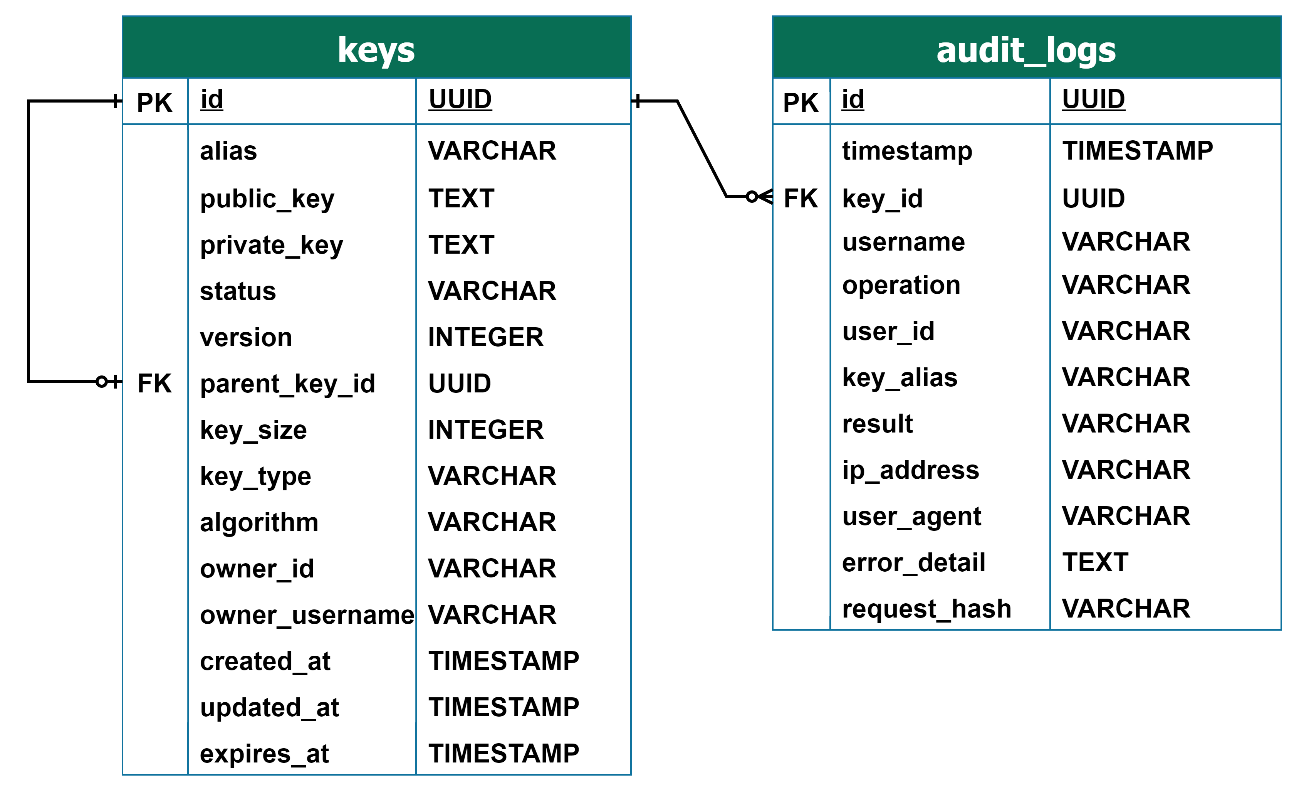 keys
PK id UUID
alias VARCHAR
public_key TEXT
private_key TEXT
status VARCHAR
version INTEGER
FK parent_key_id UUID
key_size INTEGER
key_type VARCHAR
algorithm VARCHAR
owner_id VARCHAR
owner_username VARCHAR
created_at TIMESTAMP
updated_at TIMESTAMP
expires_at TIMESTAMP
audit_logs
PK id UUID
timestamp TIMESTAMP
FK key_id UUID
username VARCHAR
operation VARCHAR
user_id VARCHAR
key_alias VARCHAR
result VARCHAR
ip_address VARCHAR
user_agent VARCHAR
error_detail TEXT
request_hash VARCHAR